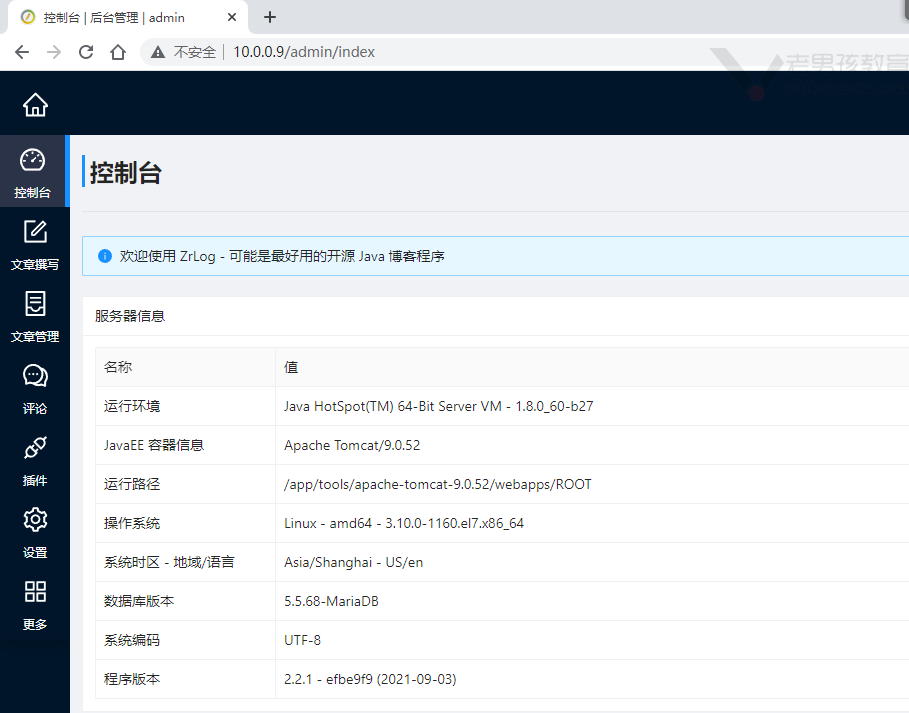 控制台 | 后台管理 | admin
不安全 | 10.0.0.9/admin/index
老男孩教育
控制台
控制台
文章撰写
文章管理
评论
插件
设置
更多
欢迎使用 ZrLog - 可能是最好用的开源 Java 博客程序
服务器信息
名称 值
运行环境 Java HotSpot(TM) 64-Bit Server VM - 1.8.0_60-b27
JavaEE 容器信息 Apache Tomcat/9.0.52
运行路径 /app/tools/apache-tomcat-9.0.52/webapps/ROOT
操作系统 Linux - amd64 - 3.10.0-1160.el7.x86_64
系统时区 - 地域/语言 Asia/Shanghai - US/en
数据库版本 5.5.68-MariaDB
系统编码 UTF-8
程序版本 2.2.1 - efbe9f9 (2021-09-03)